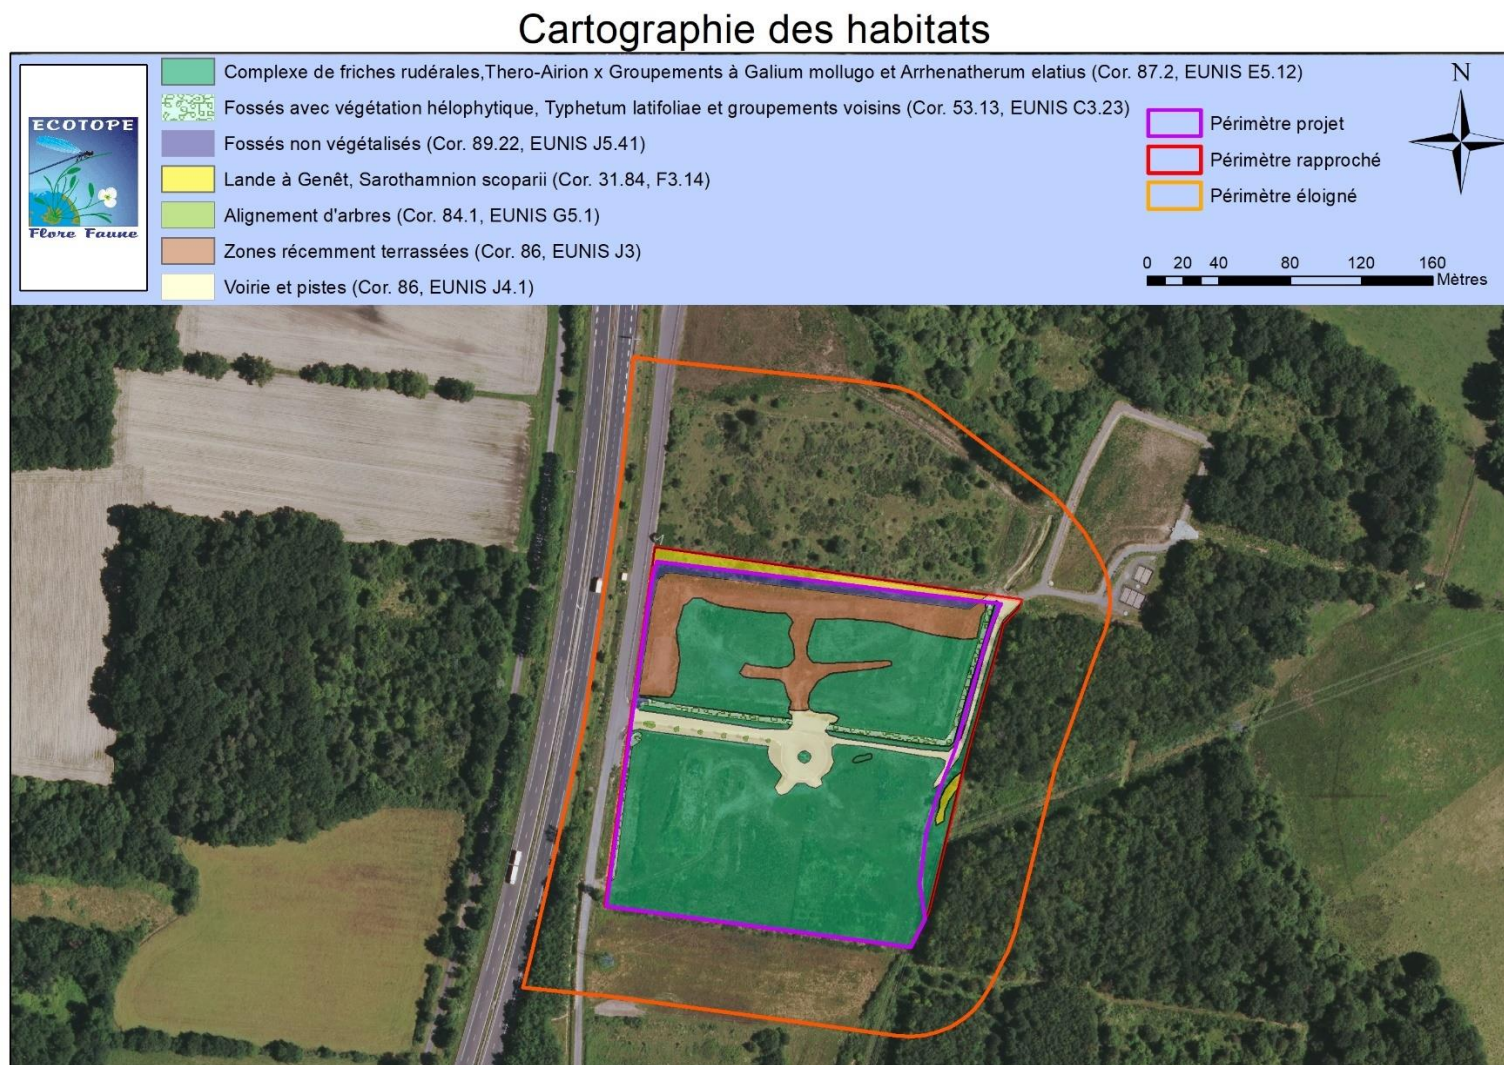 Cartographie des habitats
ECOTOPE
Flore Faune
Complexe de friches rudérales,Thero-Airion x Groupements à Galium mollugo et Arrhenatherum elatius (Cor. 87.2, EUNIS E5.12)
Fossés avec végétation hélophytique, Typhetum latifoliae et groupements voisins (Cor. 53.13, EUNIS C3.23)
Fossés non végétalisés (Cor. 89.22, EUNIS J5.41)
Lande à Genêt, Sarothamnion scoparii (Cor. 31.84, F3.14)
Alignement d'arbres (Cor. 84.1, EUNIS G5.1)
Zones récemment terrassées (Cor. 86, EUNIS J3)
Voirie et pistes (Cor. 86, EUNIS J4.1)
Périmètre projet
Périmètre rapproché
Périmètre éloigné
N
0 20 40 80 120 160
Mètres